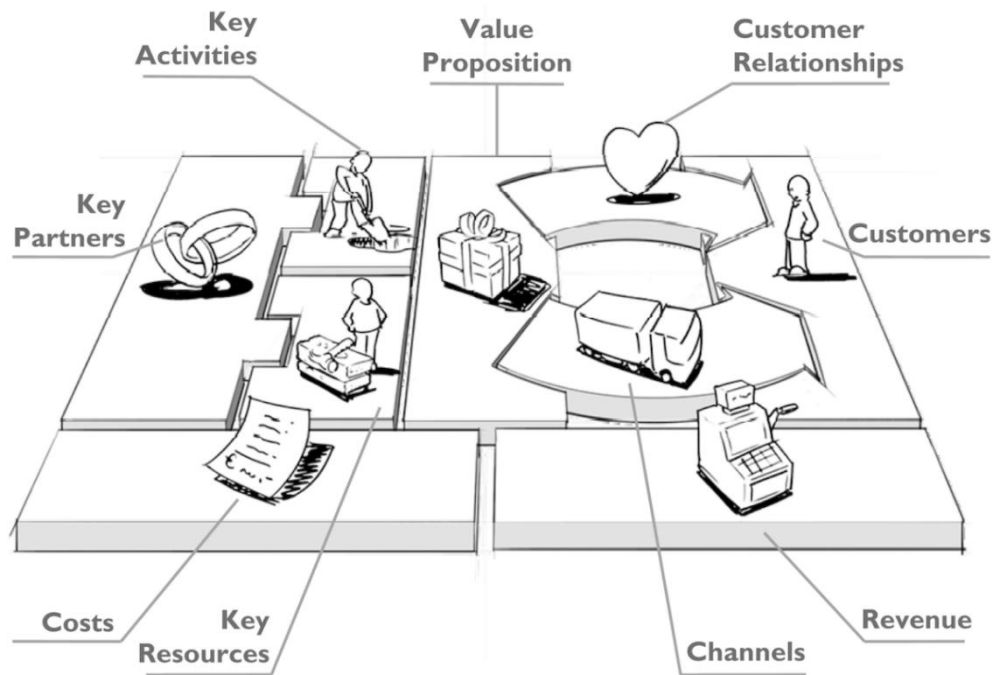 Key
Activities
Value
Proposition
Customer
Relationships
Key
Partners
Customers
€
Costs
Key
Resources
Channels
Revenue